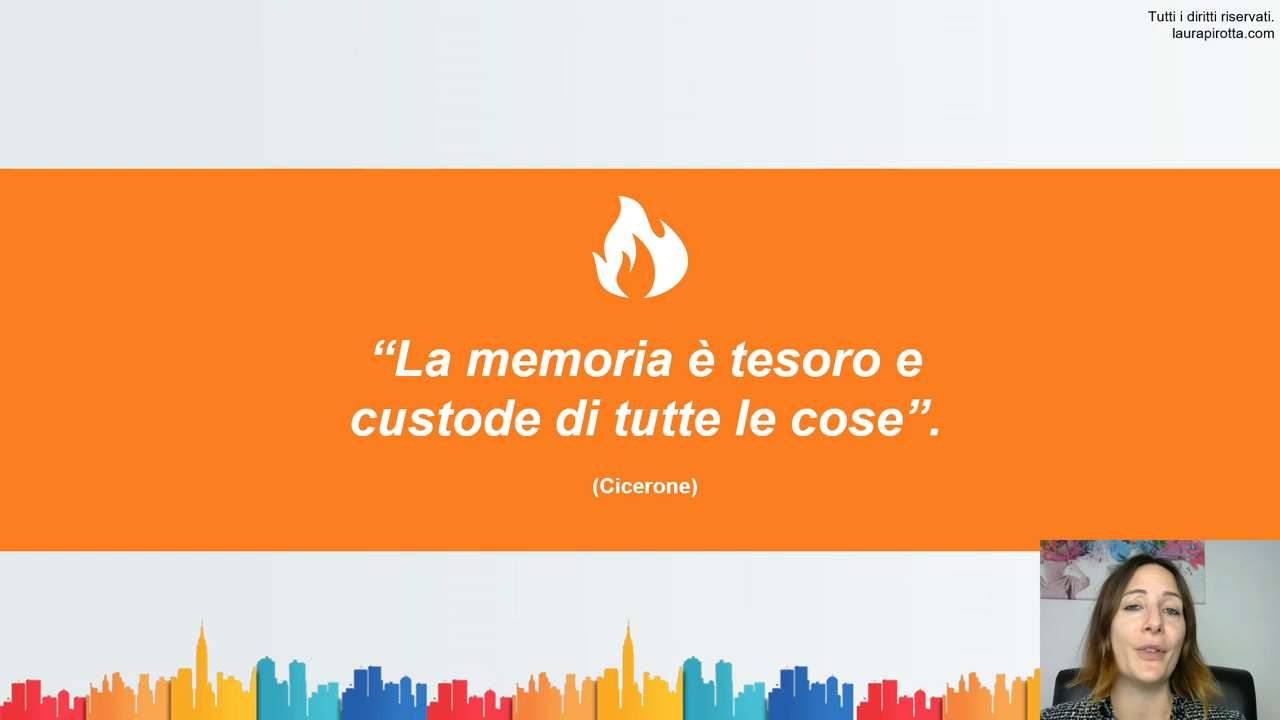 Tutti i diritti riservati.
laurapirotta.com
“La memoria è tesoro e
custode di tutte le cose”.
(Cicerone)